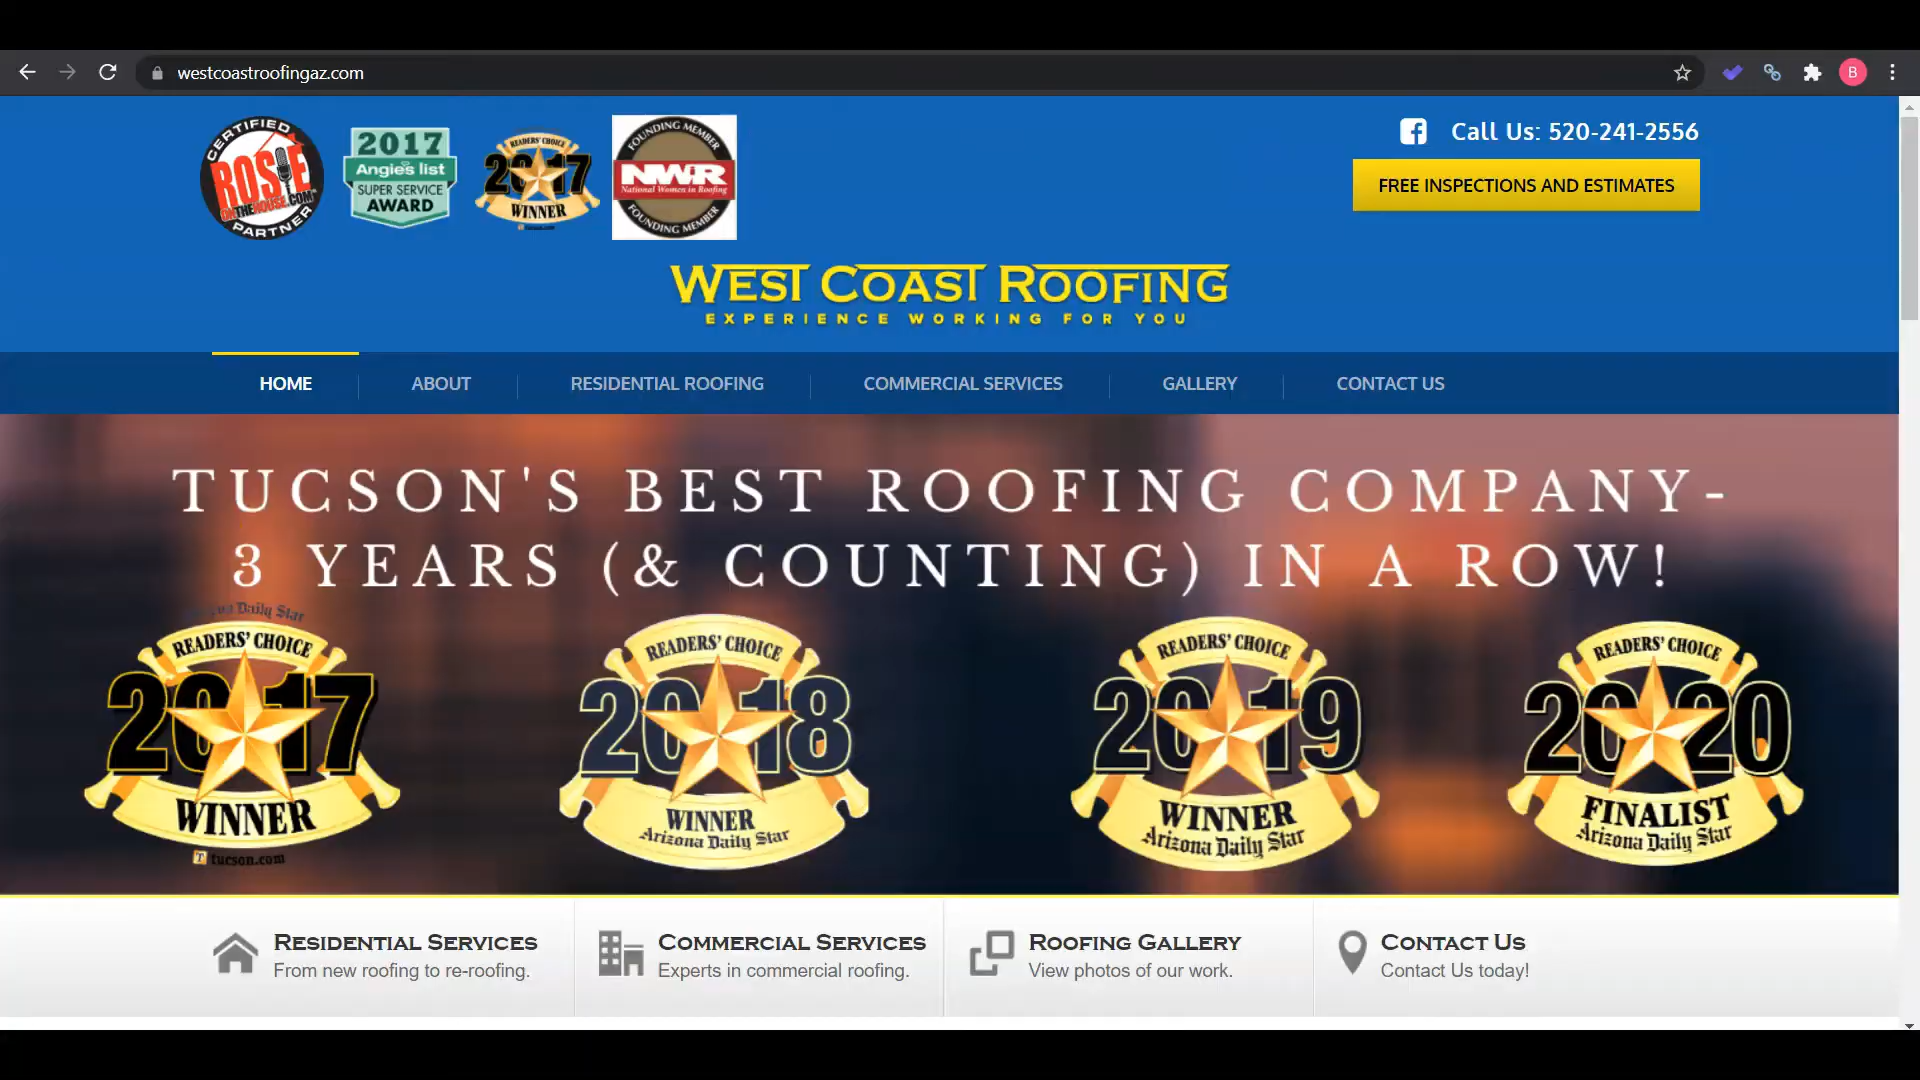 westcoastroofingaz.com
B
CERTIFIED
ROSIE
ONTHEHOUSE.COM
PARTNER
2017
Angie's list
SUPER SERVICE
AWARD
READERS' CHOICE
2017
WINNER
FOUNDING MEMBER
NWR
National Women in Roofing
FOUNDING MEMBER
Call Us: 520-241-2556
FREE INSPECTIONS AND ESTIMATES
WEST COAST ROOFING
EXPERIENCE WORKING FOR YOU
HOME
ABOUT
RESIDENTIAL ROOFING
COMMERCIAL SERVICES
GALLERY
CONTACT US
TUCSON'S BEST ROOFING COMPANY-
3 YEARS (& COUNTING) IN A ROW!
Daily Star
READERS' CHOICE
2017
WINNER
T tucson.com
READERS' CHOICE
2018
WINNER
Arizona Daily Star
READERS' CHOICE
2019
WINNER
Arizona Daily Star
READERS' CHOICE
2020
FINALIST
Arizona Daily Star
RESIDENTIAL SERVICES
From new roofing to re-roofing.
COMMERCIAL SERVICES
Experts in commercial roofing.
ROOFING GALLERY
View photos of our work.
CONTACT US
Contact Us today!